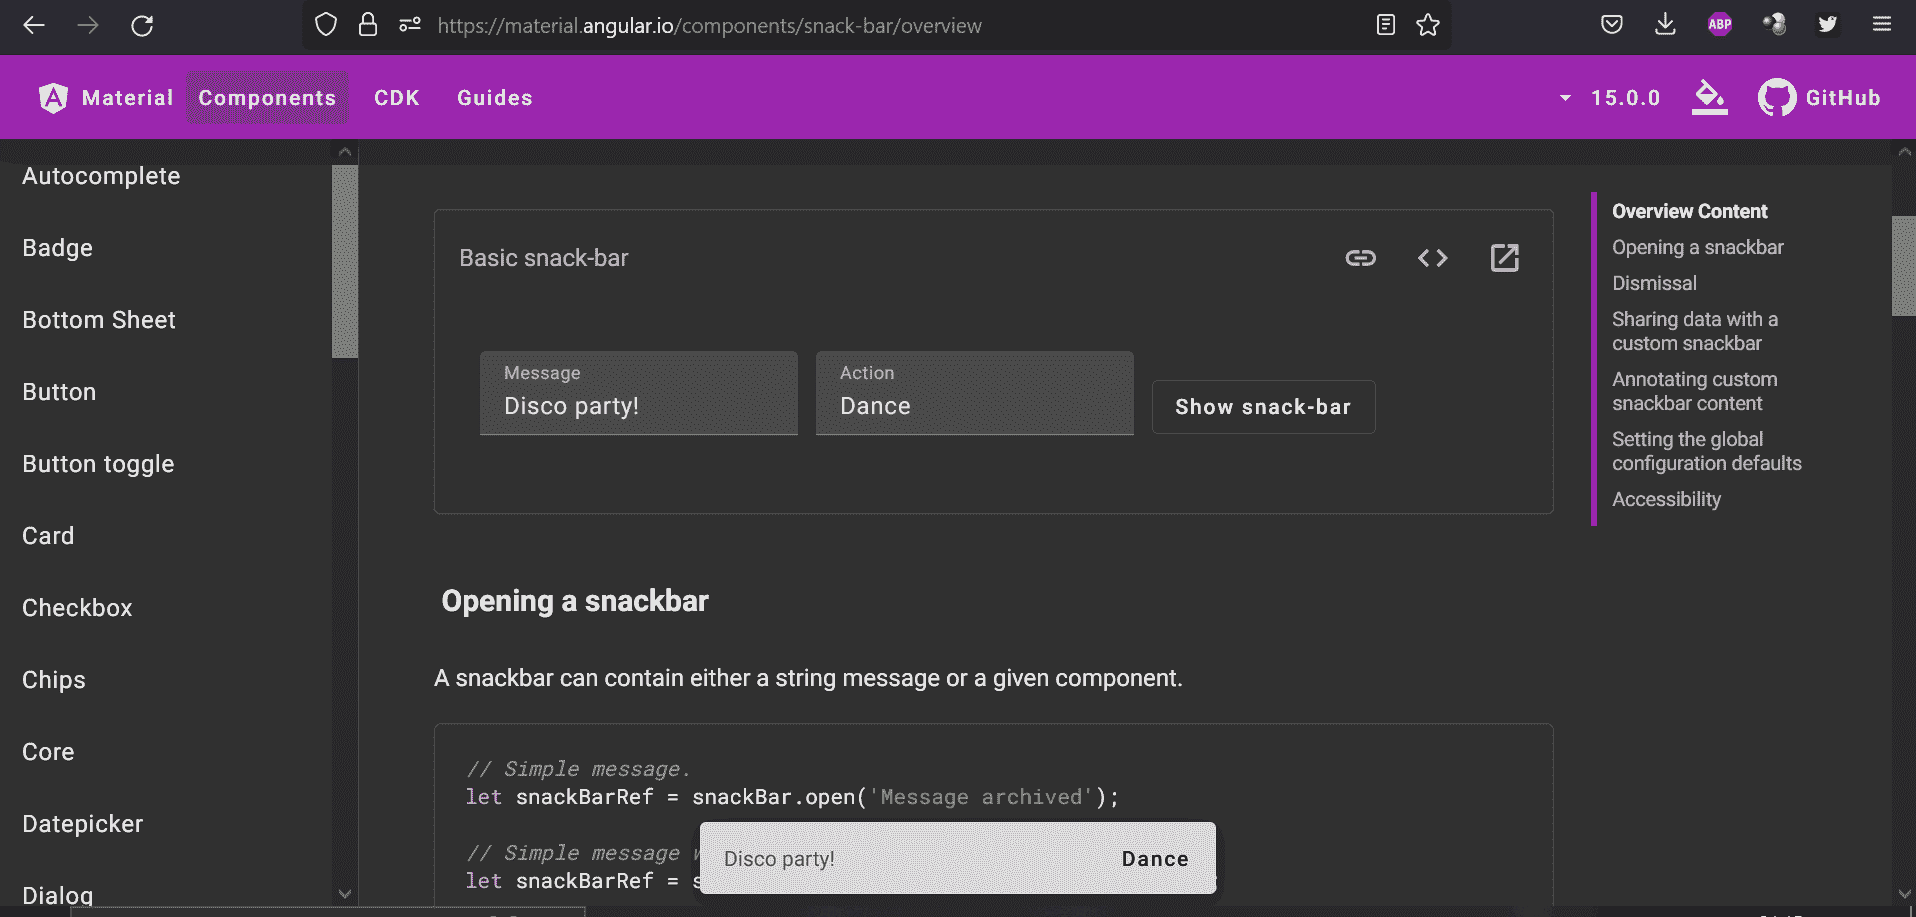 https://material.angular.io/components/snack-bar/overview
ABP
Material Components CDK Guides 15.0.0 GitHub
Autocomplete
Badge
Bottom Sheet
Button
Button toggle
Card
Checkbox
Chips
Core
Datepicker
Dialog
Basic snack-bar
Message
Disco party!
Action
Dance
Show snack-bar
Opening a snackbar
A snackbar can contain either a string message or a given component.
// Simple message.
let snackBarRef = snackBar.open('Message archived');
// Simple message
let snackBarRef =
Disco party! Dance
Overview Content
Opening a snackbar
Dismissal
Sharing data with a
custom snackbar
Annotating custom
snackbar content
Setting the global
configuration defaults
Accessibility